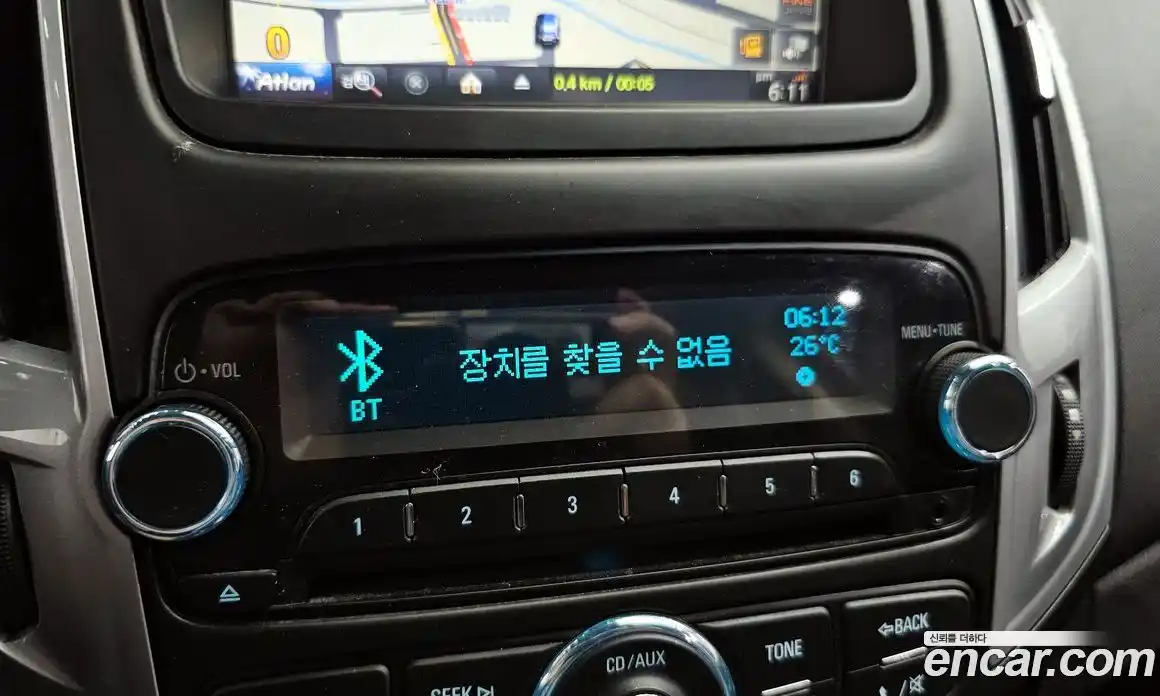 0
Atlan
0.4 km / 00:05
pm
6:11
06:12
MENU•TUNE
장치를 찾을 수 없음
26°C
VOL
BT
1
2
3
4
5
6
BACK
TONE
CD/AUX
SEEK
신뢰를 더하다
encar.com